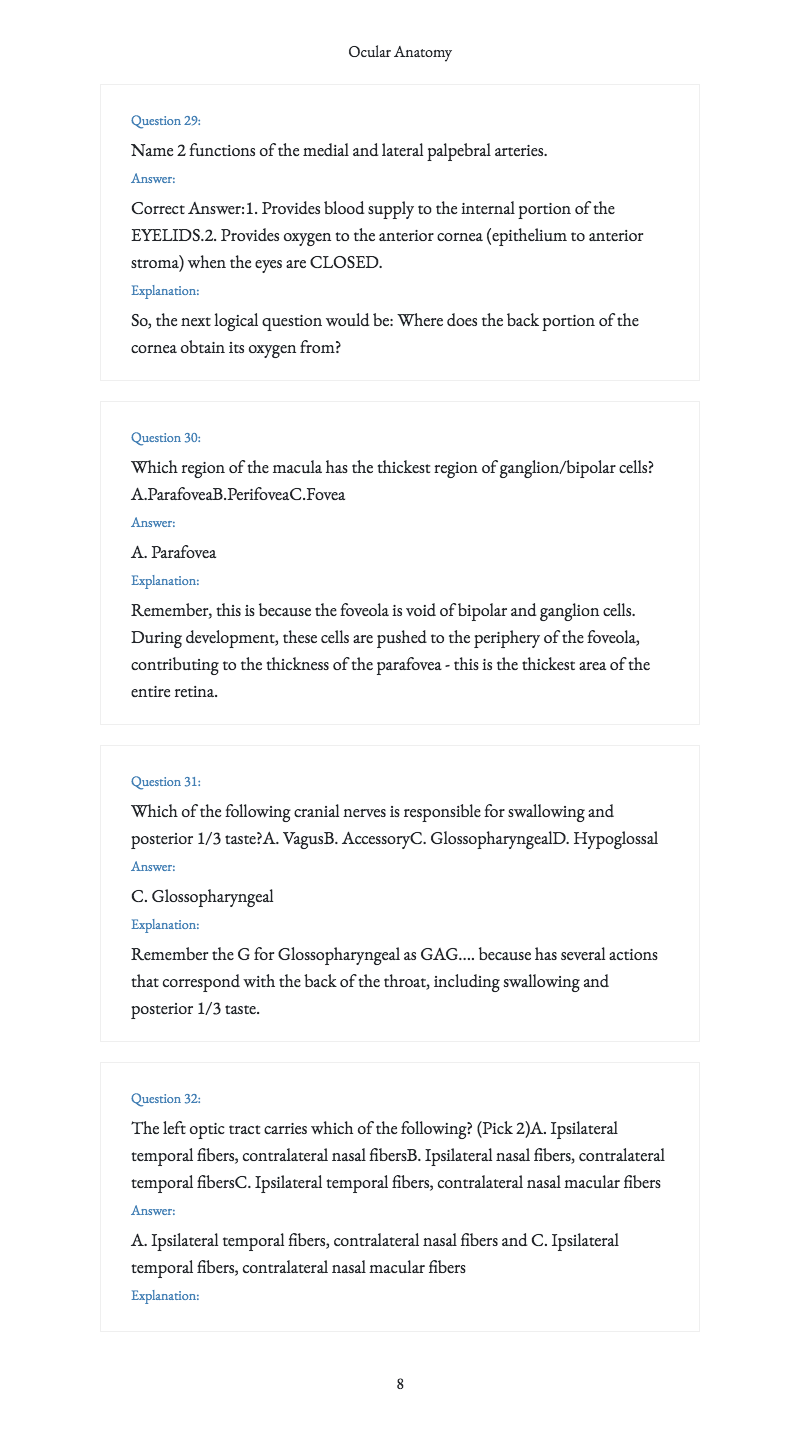 Ocular Anatomy
Question 29:
Name 2 functions of the medial and lateral palpebral arteries.
Answer:
Correct Answer:1. Provides blood supply to the internal portion of the
EYELIDS.2. Provides oxygen to the anterior cornea (epithelium to anterior
stroma) when the eyes are CLOSED.
Explanation:
So, the next logical question would be: Where does the back portion of the
cornea obtain its oxygen from?
Question 30:
Which region of the macula has the thickest region of ganglion/bipolar cells?
A.ParafoveaB.PerifoveaC.Fovea
Answer:
A. Parafovea
Explanation:
Remember, this is because the foveola is void of bipolar and ganglion cells.
During development, these cells are pushed to the periphery of the foveola,
contributing to the thickness of the parafovea - this is the thickest area of the
entire retina.
Question 31:
Which of the following cranial nerves is responsible for swallowing and
posterior 1/3 taste?A. VagusB. AccessoryC. GlossopharyngealD. Hypoglossal
Answer:
C. Glossopharyngeal
Explanation:
Remember the G for Glossopharyngeal as GAG.... because has several actions
that correspond with the back of the throat, including swallowing and
posterior 1/3 taste.
Question 32:
The left optic tract carries which of the following? (Pick 2)A. Ipsilateral
temporal fibers, contralateral nasal fibersB. Ipsilateral nasal fibers, contralateral
temporal fibersC. Ipsilateral temporal fibers, contralateral nasal macular fibers
Answer:
A. Ipsilateral temporal fibers, contralateral nasal fibers and C. Ipsilateral
temporal fibers, contralateral nasal macular fibers
Explanation:
8